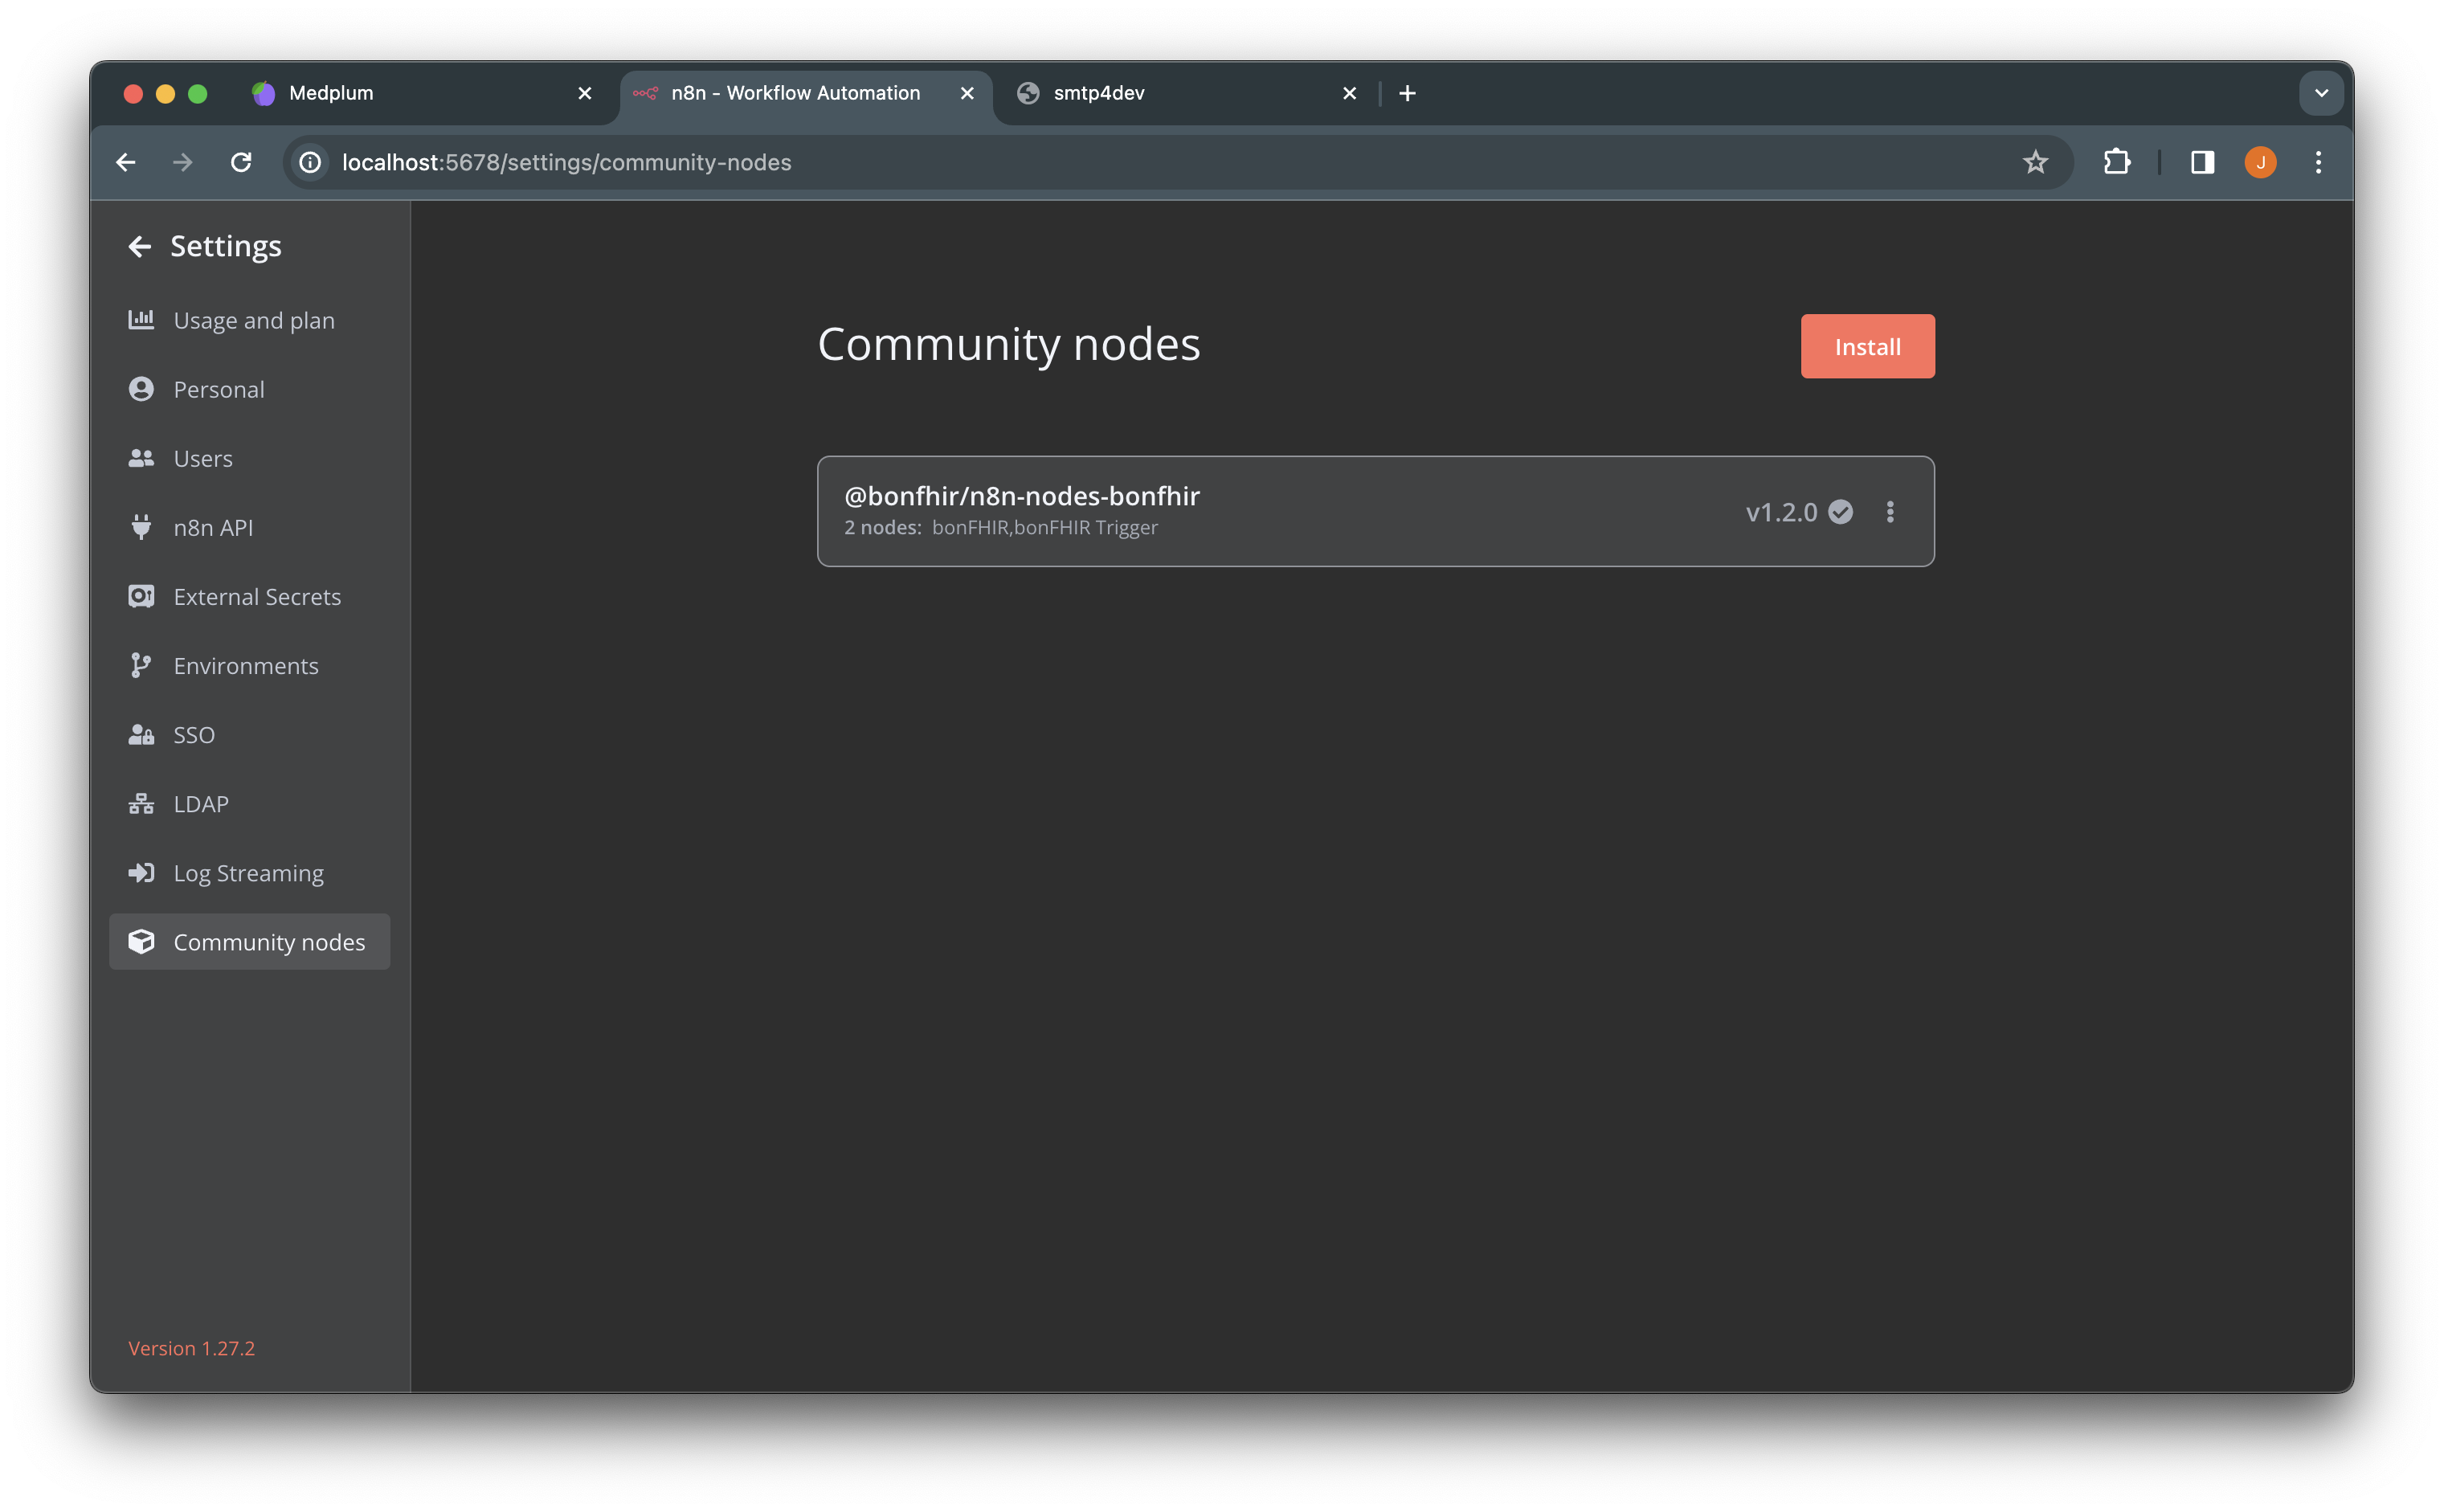 Medplum
n8n - Workflow Automation
smtp4dev
localhost:5678/settings/community-nodes
J
Settings
Usage and plan
Personal
Users
n8n API
External Secrets
Environments
SSO
LDAP
Log Streaming
Community nodes
Version 1.27.2
Community nodes
Install
@bonfhir/n8n-nodes-bonfhir
2 nodes: bonFHIR,bonFHIR Trigger
v1.2.0